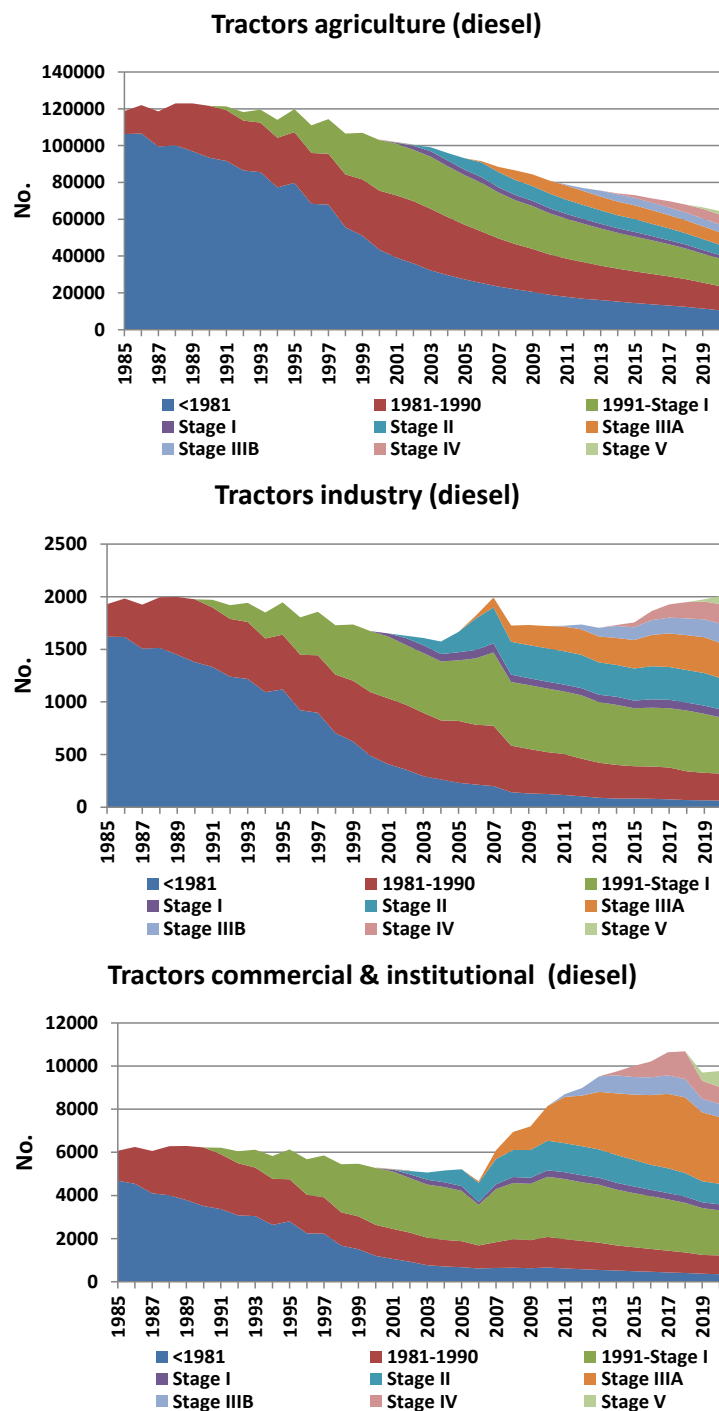 Tractors agriculture (diesel)
140000
120000
100000
80000
60000
40000
20000
0
No.
1985 1987 1989 1991 1993 1995 1997 1999 2001 2003 2005 2007 2009 2011 2013 2015 2017 2019
<1981 1981-1990 1991-Stage I
Stage I Stage II Stage IIIA
Stage IIIB Stage IV Stage V
Tractors industry (diesel)
2500
2000
1500
1000
500
0
No.
1985 1987 1989 1991 1993 1995 1997 1999 2001 2003 2005 2007 2009 2011 2013 2015 2017 2019
<1981 1981-1990 1991-Stage I
Stage I Stage II Stage IIIA
Stage IIIB Stage IV Stage V
Tractors commercial & institutional (diesel)
12000
10000
8000
6000
4000
2000
0
No.
1985 1987 1989 1991 1993 1995 1997 1999 2001 2003 2005 2007 2009 2011 2013 2015 2017 2019
<1981 1981-1990 1991-Stage I
Stage I Stage II Stage IIIA
Stage IIIB Stage IV Stage V